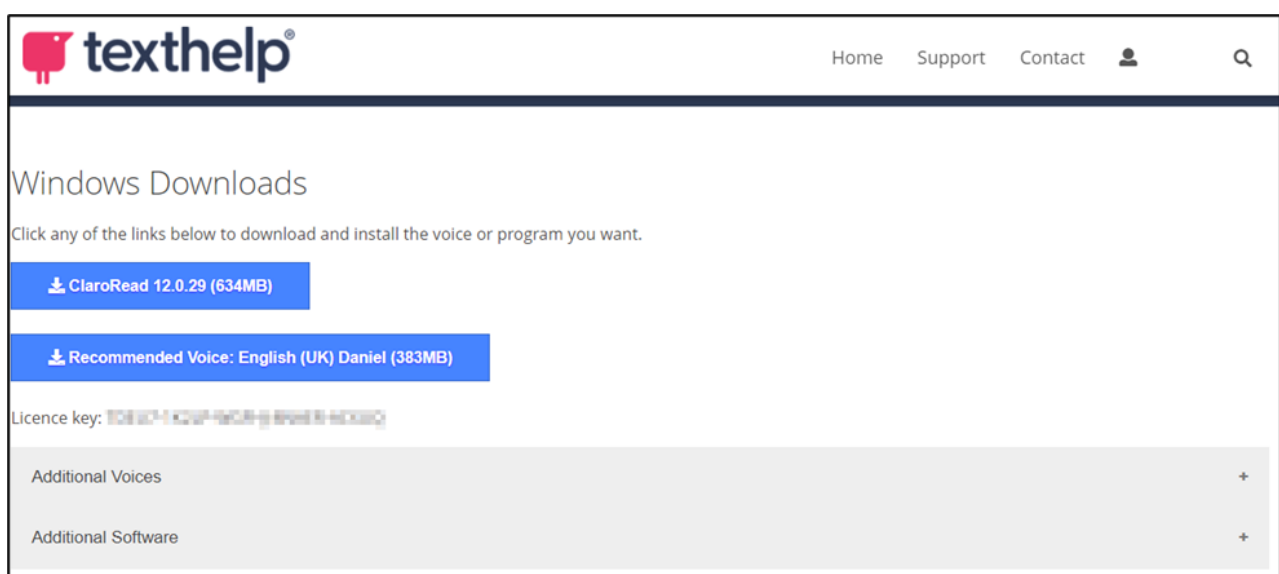 texthelp®
Home Support Contact
Windows Downloads
Click any of the links below to download and install the voice or program you want.
ClaroRead 12.0.29 (634MB)
Recommended Voice: English (UK) Daniel (383MB)
Licence key:
Additional Voices +
Additional Software +